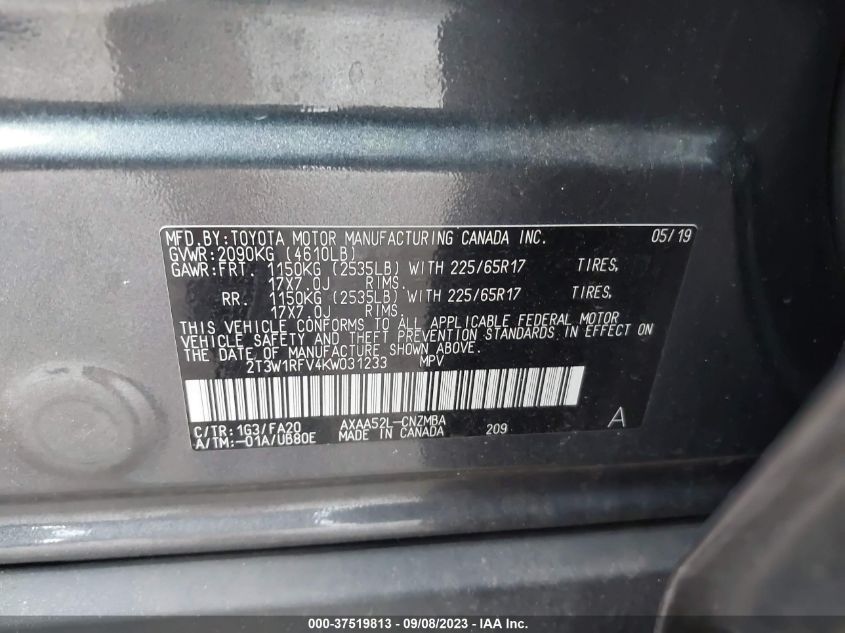 MFD.BY:TOYOTA MOTOR MANUFACTURING CANADA INC. 05/19
GVWR:2090KG (4610LB)
GAWR:FRT. 1150KG (2535LB) WITH 225/65R17 TIRES,
17X7.0J RIMS.
RR. 1150KG (2535LB) WITH 225/65R17 TIRES,
17X7.0J RIMS.
THIS VEHICLE CONFORMS TO ALL APPLICABLE FEDERAL MOTOR
VEHICLE SAFETY AND THEFT PREVENTION STANDARDS IN EFFECT ON
THE DATE OF MANUFACTURE SHOWN ABOVE.
2T3W1RFV4KW031233 MPV
C/TR:1G3/FA20 AXAA52L-CNZMBA 209 A
A/TM:-01A/UB80E MADE IN CANADA
000-37519813 - 09/08/2023 - IAA Inc.